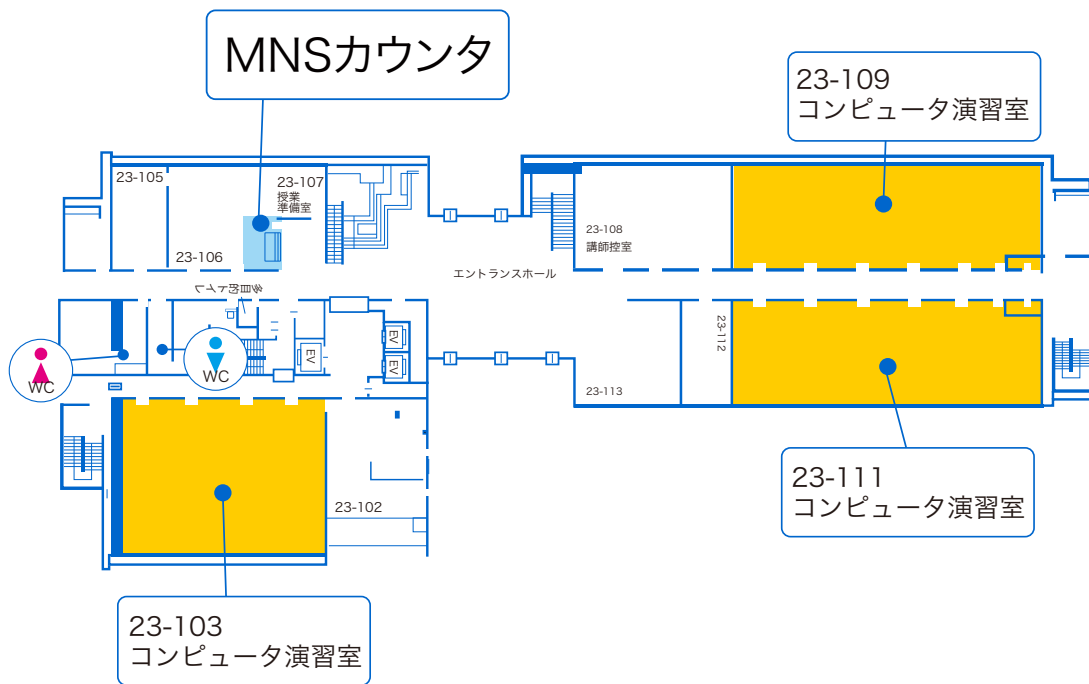 MNSカウンタ
23-109
コンピュータ演習室
23-105
23-107
授業
準備室
23-106
23-108
講師控室
エントランスホール
多目的トイレ
EV
EV
EV
WC
WC
23-112
23-113
23-102
23-111
コンピュータ演習室
23-103
コンピュータ演習室